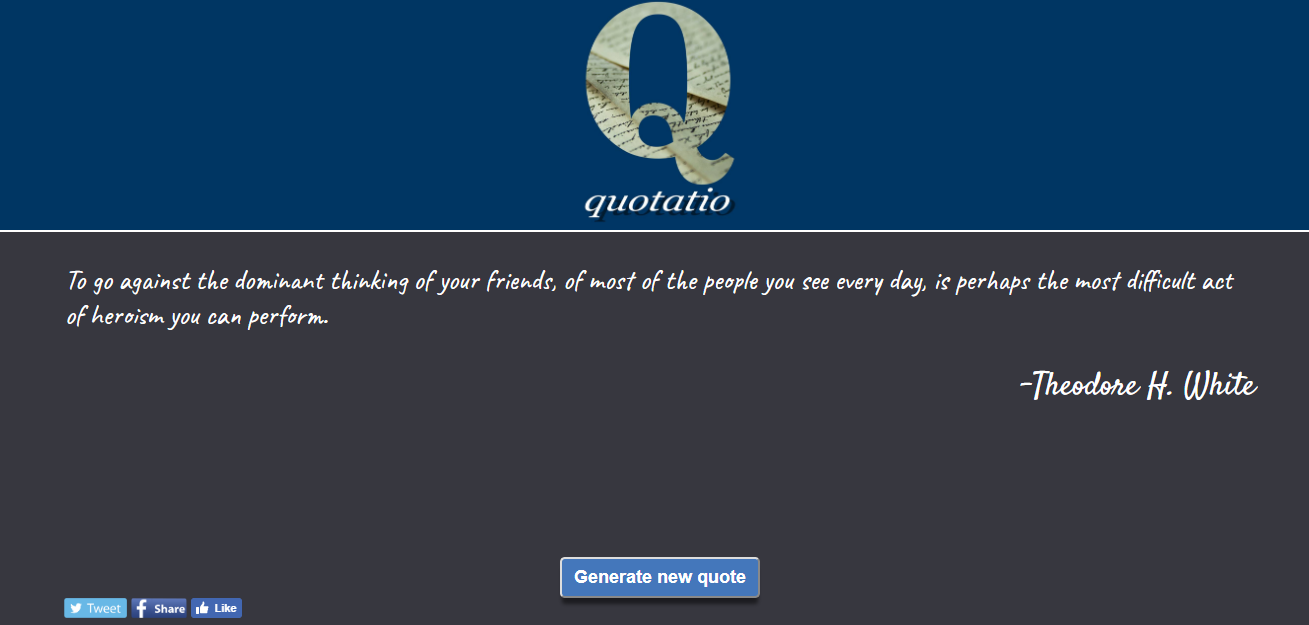 Q
quotatio
To go against the dominant thinking of your friends, of most of the people you see every day, is perhaps the most difficult act
of heroism you can perform.
-Theodore H. White
Generate new quote
Tweet Share Like